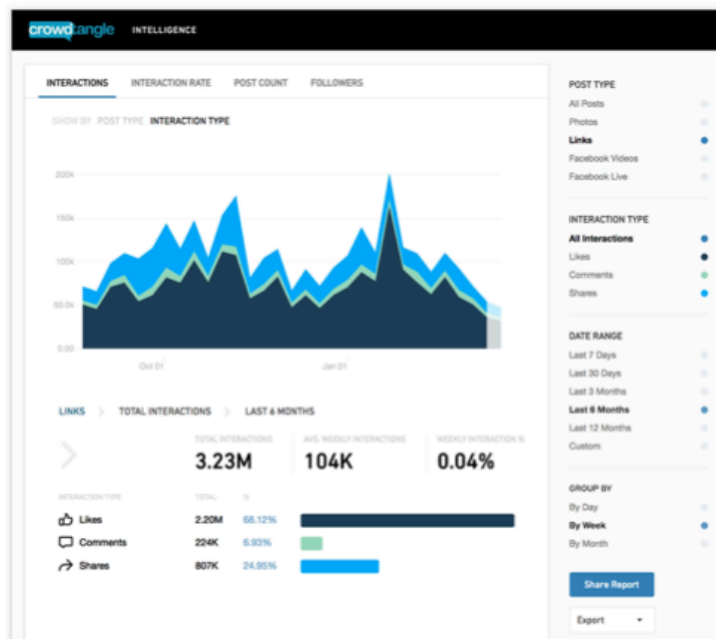 crowdtangle INTELLIGENCE
INTERACTIONS INTERACTION RATE POST COUNT FOLLOWERS
SHOW BY POST TYPE INTERACTION TYPE
200k
150k
100k
50.0k
0.00
Oct 01 Jan 01
LINKS > TOTAL INTERACTIONS > LAST 6 MONTHS
TOTAL INTERACTIONS AVG. WEEKLY INTERACTIONS WEEKLY INTERACTION %
3.23M 104K 0.04%
INTERACTION TYPE TOTAL %
Likes 2.20M 68.12%
Comments 224K 6.93%
Shares 807K 24.95%
POST TYPE
All Posts
Photos
Links
Facebook Videos
Facebook Live
INTERACTION TYPE
All Interactions
Likes
Comments
Shares
DATE RANGE
Last 7 Days
Last 30 Days
Last 3 Months
Last 6 Months
Last 12 Months
Custom
GROUP BY
By Day
By Week
By Month
Share Report
Export